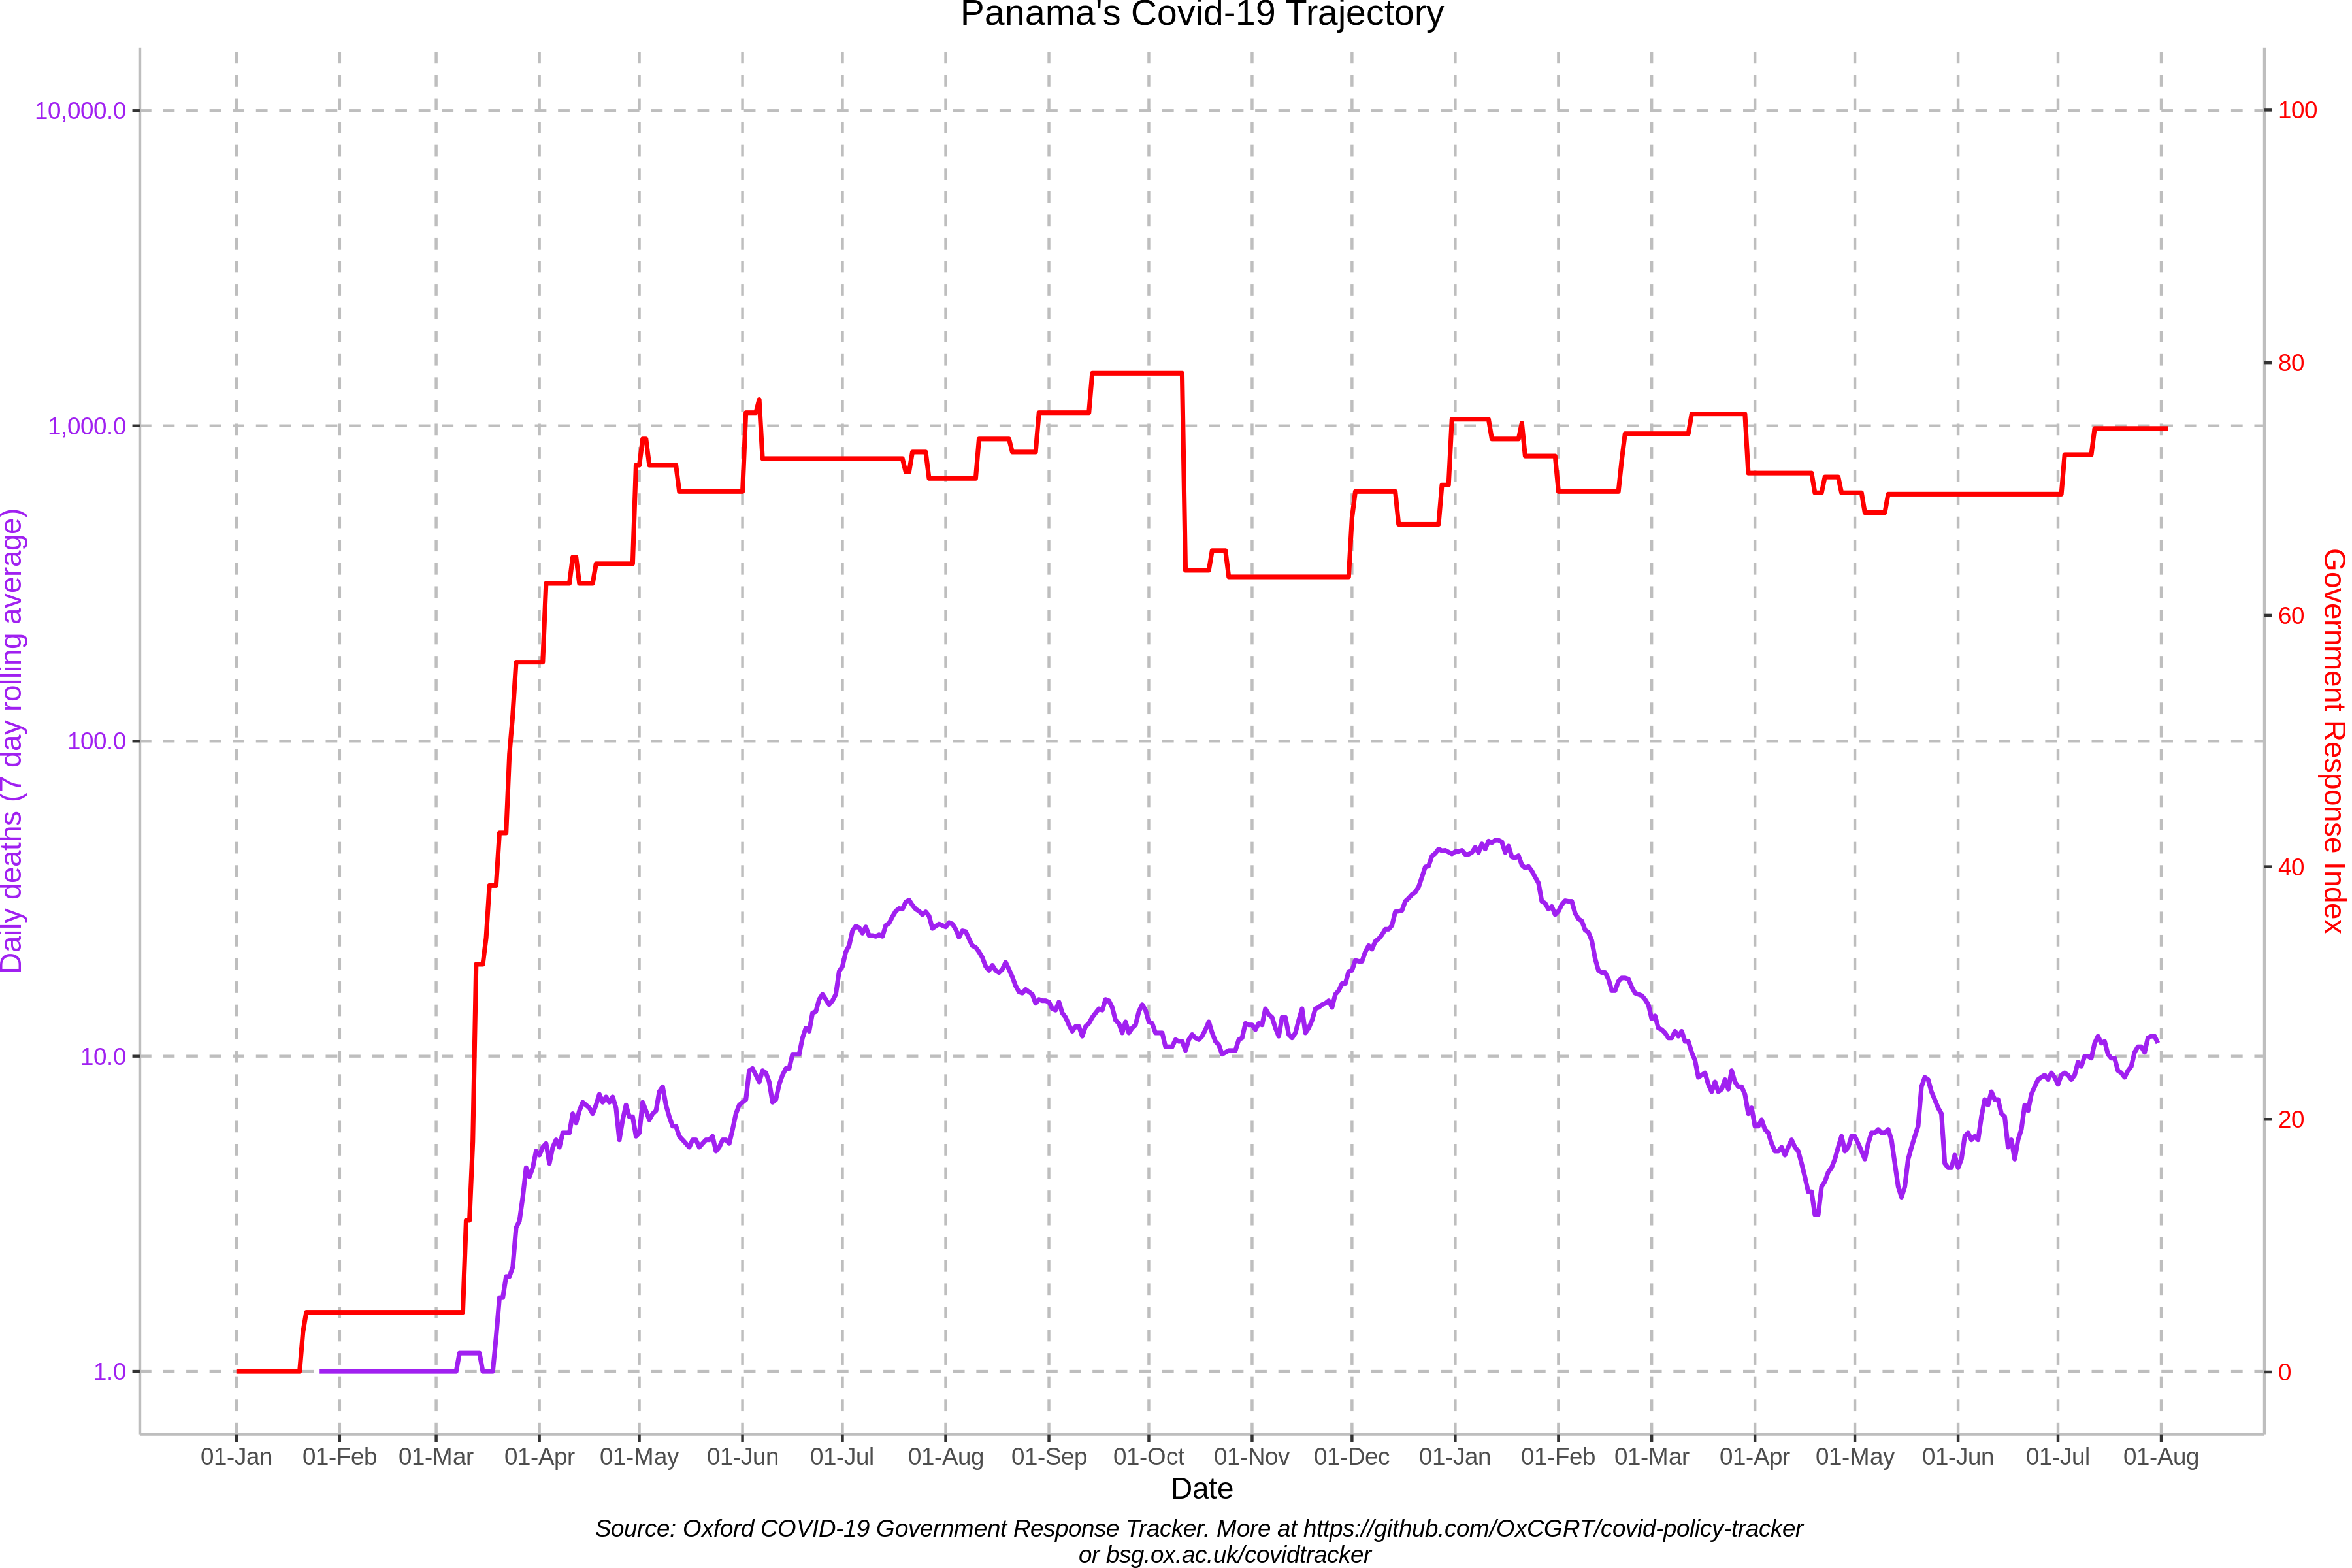 Panama's Covid-19 Trajectory
10,000.0
1,000.0
100.0
10.0
1.0
Daily deaths (7 day rolling average)
100
80
60
40
20
0
Government Response Index
01-Jan 01-Feb 01-Mar 01-Apr 01-May 01-Jun 01-Jul 01-Aug 01-Sep 01-Oct 01-Nov 01-Dec 01-Jan 01-Feb 01-Mar 01-Apr 01-May 01-Jun 01-Jul 01-Aug
Date
Source: Oxford COVID-19 Government Response Tracker. More at https://github.com/OxCGRT/covid-policy-tracker
or bsg.ox.ac.uk/covidtracker